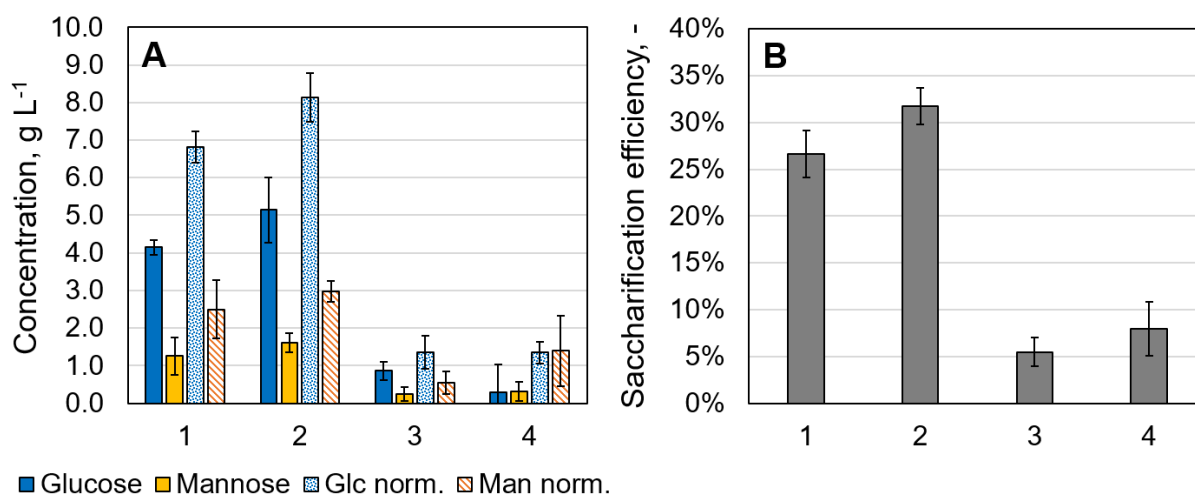 A
Concentration, g L-1
10.0
9.0
8.0
7.0
6.0
5.0
4.0
3.0
2.0
1.0
0.0
1 2 3 4
Glucose Mannose Glc norm. Man norm.
B
Saccharification efficiency, -
40%
35%
30%
25%
20%
15%
10%
5%
0%
1 2 3 4